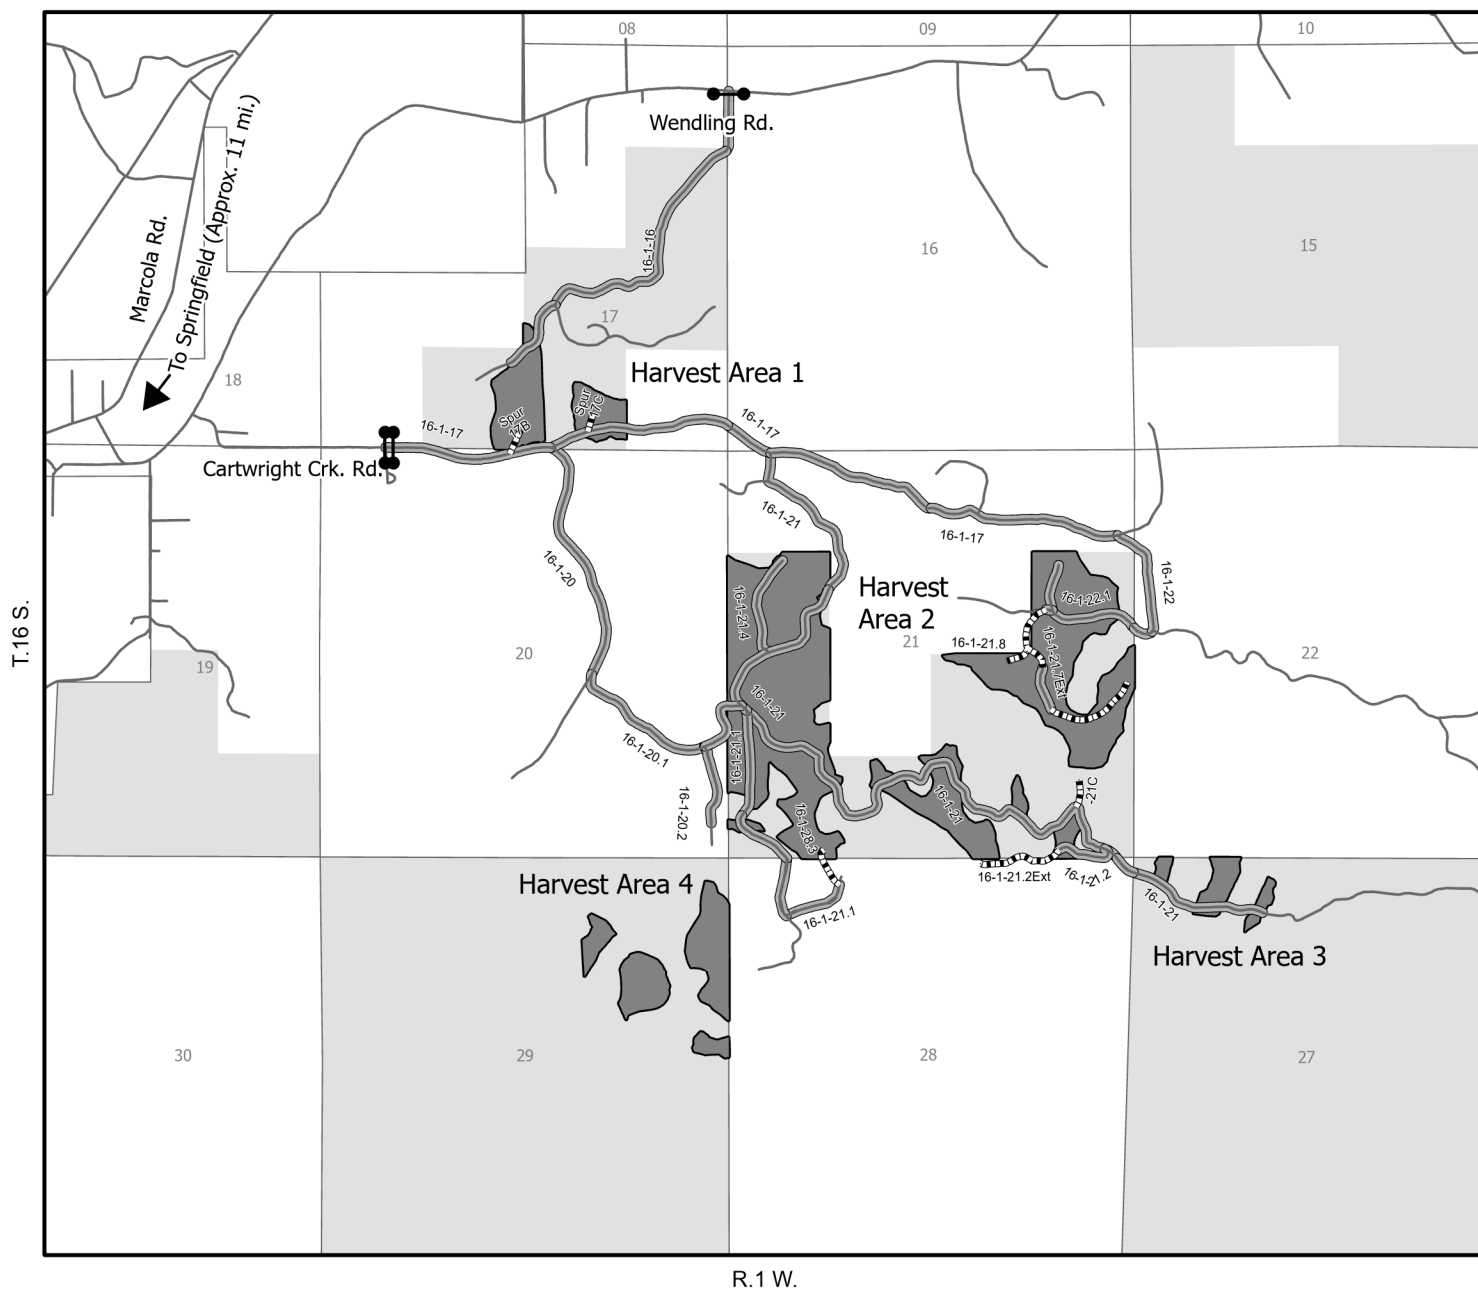 08
09
10
Wendling Rd.
To Springfield (Approx. 11 mi.)
Marcola Rd.
16-1-16
16
15
17
18
Harvest Area 1
Spur
17B
Spur
17C
16-1-17
16-1-17
Cartwright Crk. Rd.
16-1-21
16-1-17
16-1-20
16-1-22
Harvest
Area 2
16-1-21.4
16-1-22.1
16-1-21.8
16-1-21.7Ext
T.16 S.
19
20
21
22
16-1-21
16-1-20.1
16-1-21.1
16-1-20.2
16-1-28.3
16-1-21
-21C
16-1-21.2Ext
16-1-21.2
16-1-21
Harvest Area 4
16-1-21.1
Harvest Area 3
30
29
28
27
R.1 W.